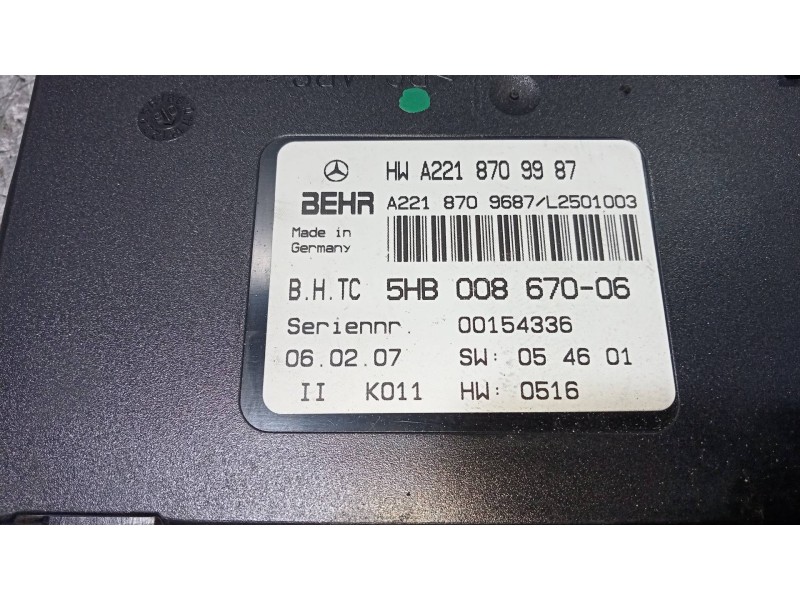 HW A221 870 99 87
BEHR A221 870 9687/L2501003
Made in
Germany
B.H.TC 5HB 008 670-06
Seriennr. 00154336
06.02.07 SW: 05 46 01
II K011 HW: 0516